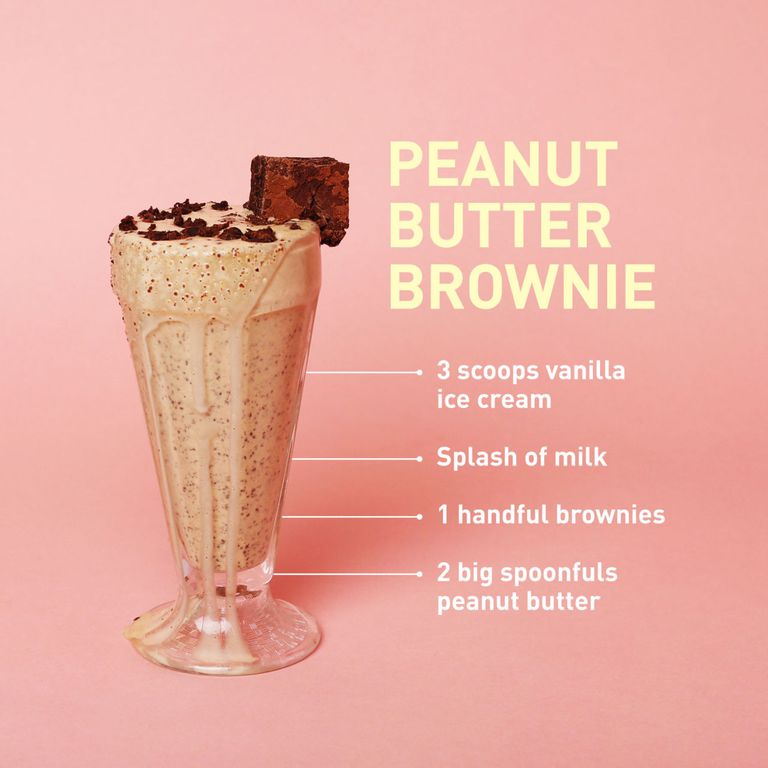 PEANUT
BUTTER
BROWNIE
3 scoops vanilla
ice cream
Splash of milk
1 handful brownies
2 big spoonfuls
peanut butter